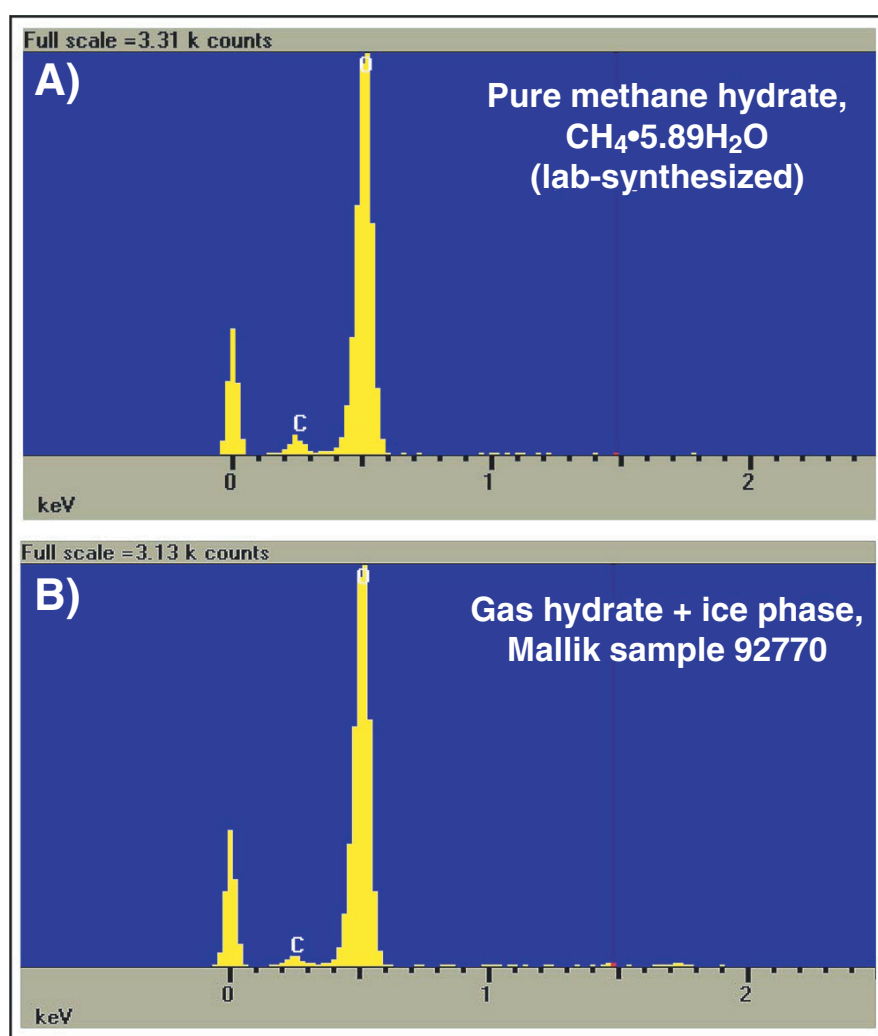 Full scale =3.31 k counts
A)
O
Pure methane hydrate,
CH₄•5.89H₂O
(lab-synthesized)
C
0 1 2
keV
Full scale =3.13 k counts
B)
O
Gas hydrate + ice phase,
Mallik sample 92770
C
0 1 2
keV